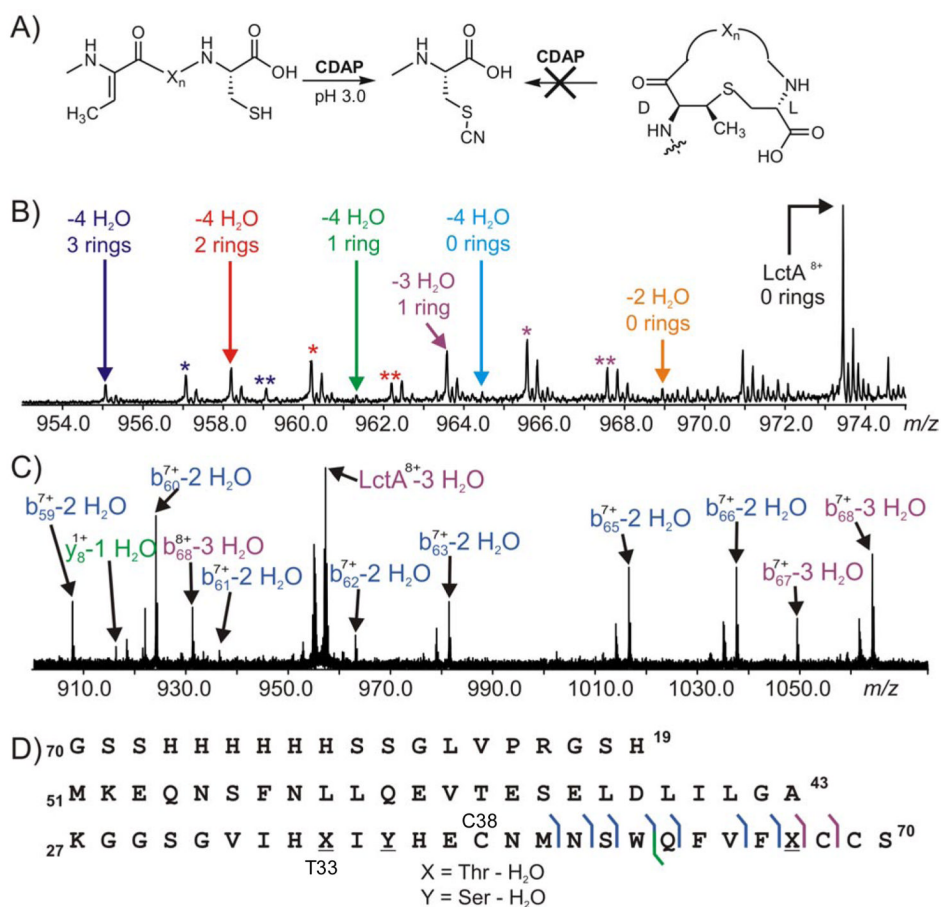 A)
H N O Xn H N O OH SH H3C
CDAP
pH 3.0
H N O OH S CN
CDAP
Xn O S NH D L HN CH3 HO O
B)
-4 H2O
3 rings
-4 H2O
2 rings
-4 H2O
1 ring
-4 H2O
0 rings
-3 H2O
1 ring
-2 H2O
0 rings
LctA 8+
0 rings
* ** * ** * **
954.0 956.0 958.0 960.0 962.0 964.0 966.0 968.0 970.0 972.0 974.0 m/z
C)
b59 7+-2 H2O
y8 1+-1 H2O
b60 7+-2 H2O
b68 8+-3 H2O
b61 7+-2 H2O
LctA8+-3 H2O
b62 7+-2 H2O
b63 7+-2 H2O
b65 7+-2 H2O
b66 7+-2 H2O
b67 7+-3 H2O
b68 7+-3 H2O
910.0 930.0 950.0 970.0 990.0 1010.0 1030.0 1050.0 m/z
D)
70 G S S H H H H H H S S G L V P R G S H 19
51 M K E Q N S F N L L Q E V T E S E L D L I L G A 43
C38
27 K G G S G V I H X I Y H E C N M N S W Q F V F X C C S 70
T33
X = Thr - H2O
Y = Ser - H2O